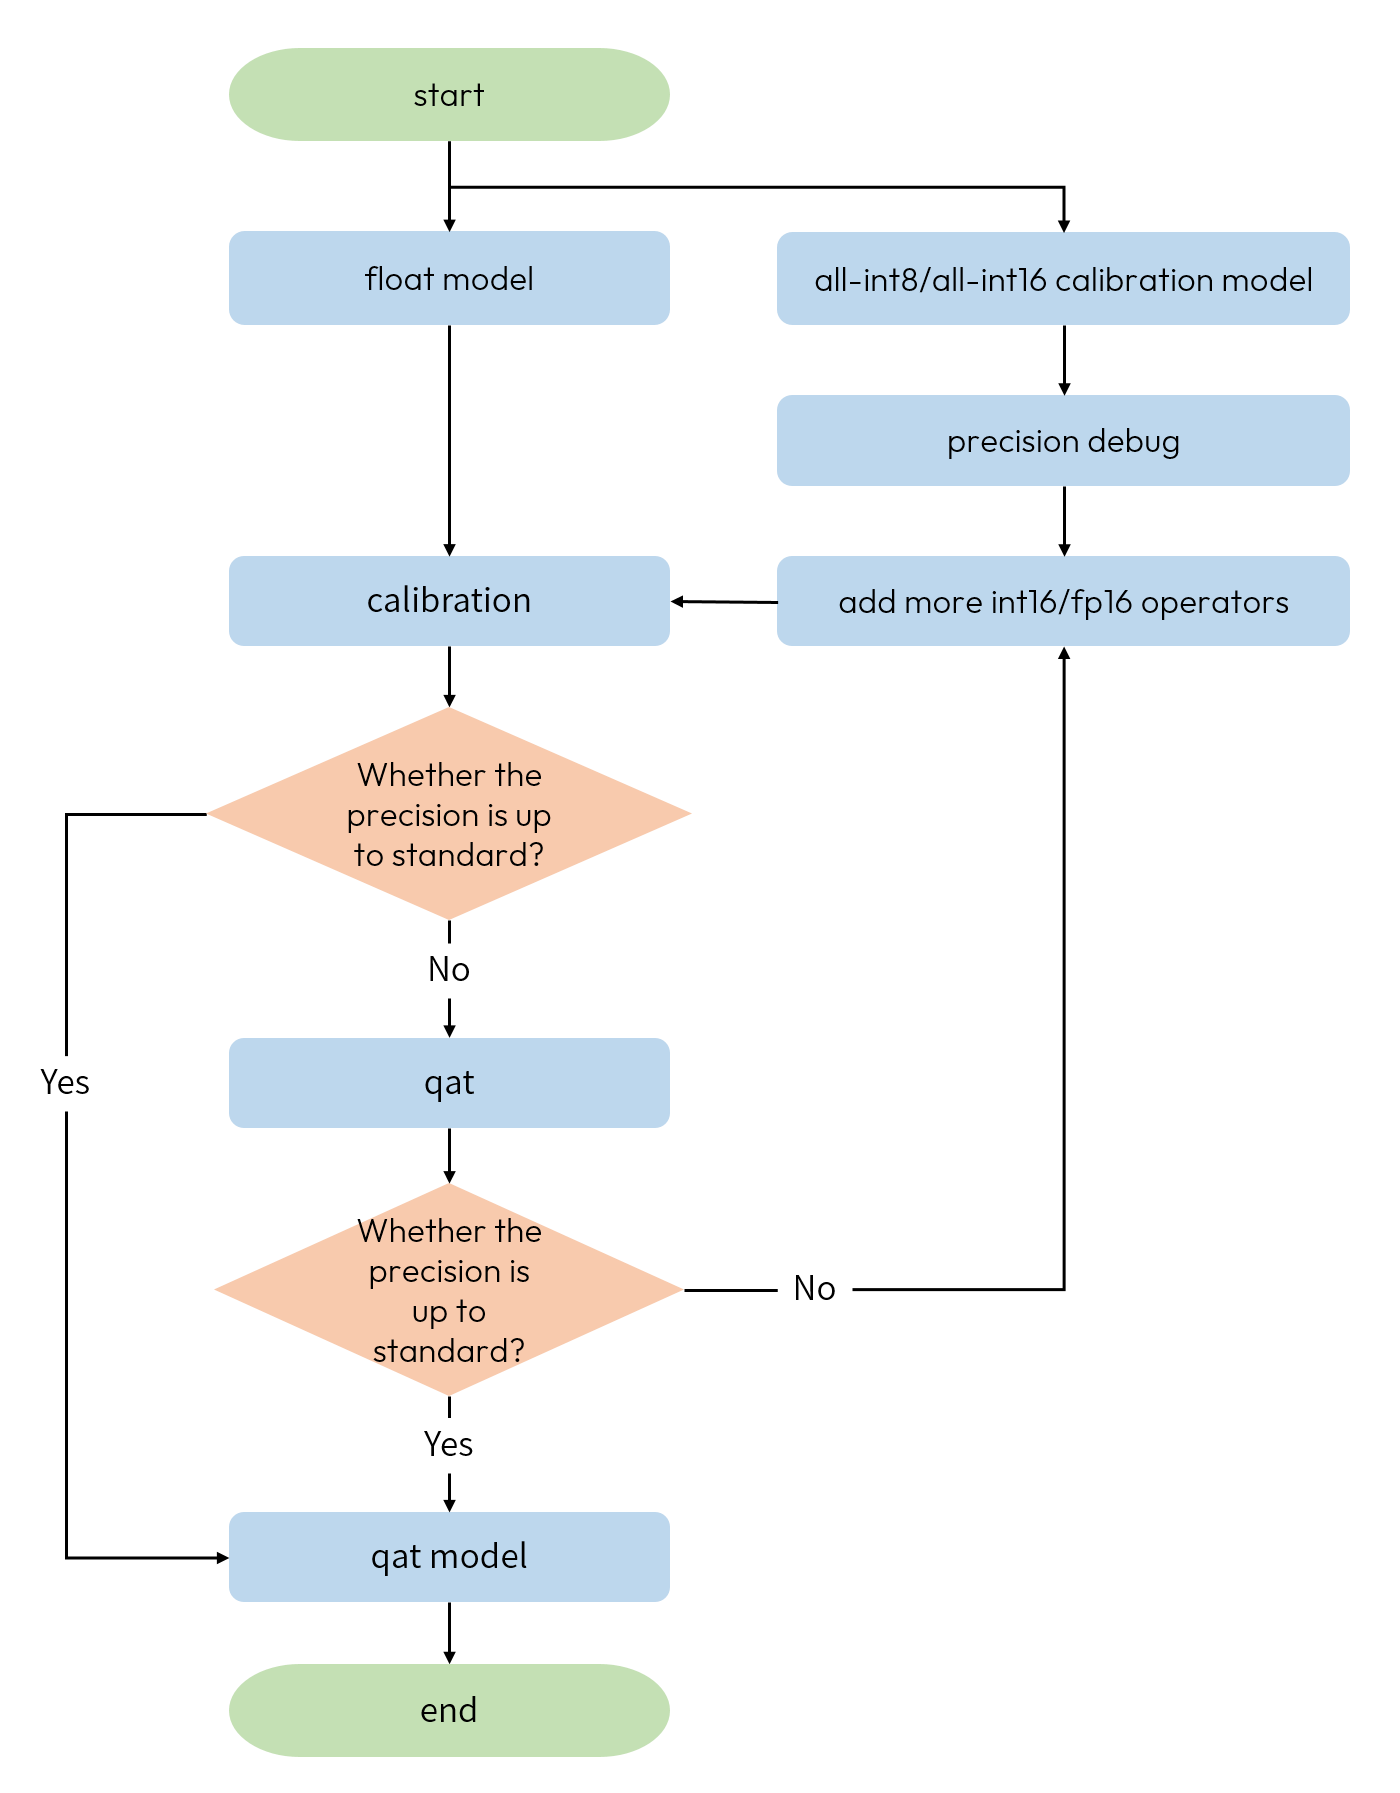 start
float model
all-int8/all-int16 calibration model
precision debug
calibration
add more int16/fp16 operators
Whether the
precision is up
to standard?
No
Yes
qat
Whether the
precision is
up to
standard?
No
Yes
qat model
end